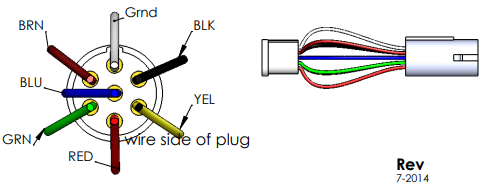 Grnd
BRN
BLK
BLU
YEL
GRN
wire side of plug
RED
Rev
7-2014